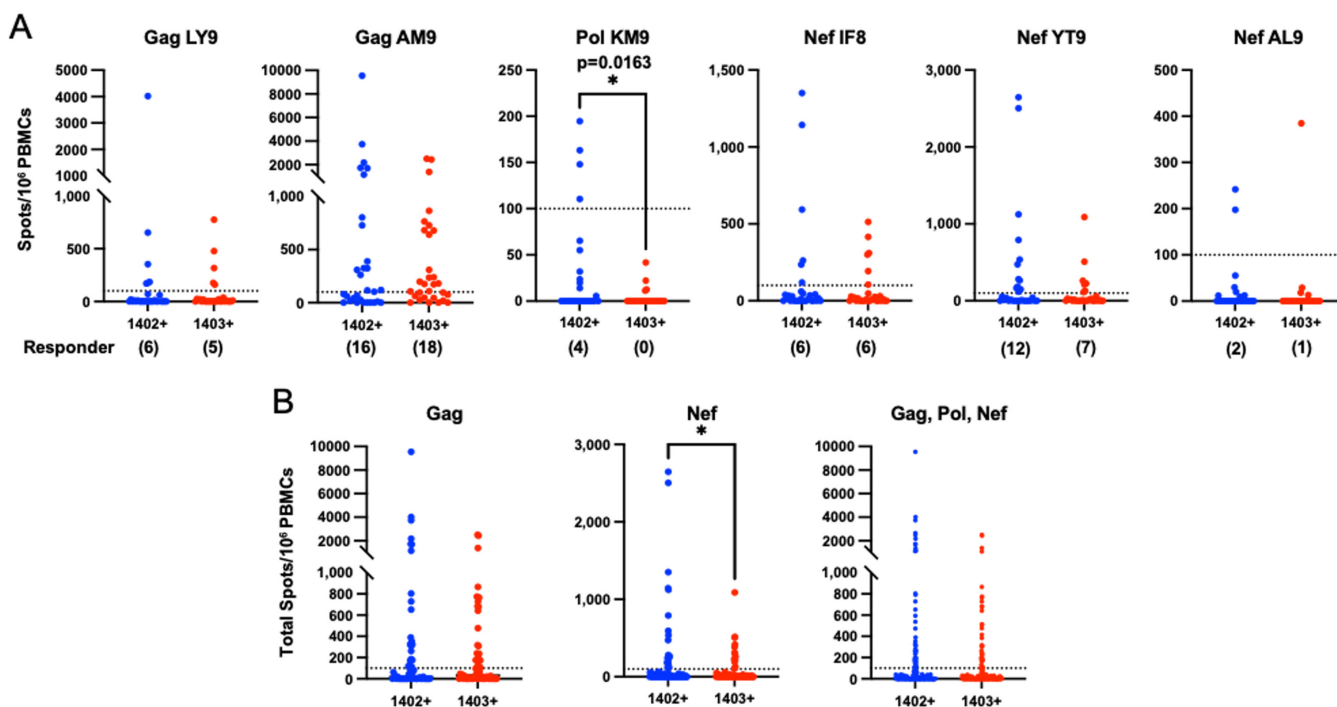 A
Gag LY9 Gag AM9 Pol KM9 Nef IF8 Nef YT9 Nef AL9
p=0.0163
*
Spots/10⁶ PBMCs
5000 4000 3000 2000 1000 1,000 500 0
10000 8000 6000 4000 2000 1,000 500 0
250 200 150 100 50 0
1,500 1,000 500 0
3,000 2,000 1,000 0
500 400 300 200 100 0
1402+ 1403+ 1402+ 1403+ 1402+ 1403+ 1402+ 1403+ 1402+ 1403+ 1402+ 1403+
Responder (6) (5) (16) (18) (4) (0) (6) (6) (12) (7) (2) (1)
B
Gag Nef Gag, Pol, Nef
*
Total Spots/10⁶ PBMCs
10000 8000 6000 4000 2000 1,000 800 600 400 200 0
3,000 2,000 1,000 0
10000 8000 6000 4000 2000 1,000 800 600 400 200 0
1402+ 1403+ 1402+ 1403+ 1402+ 1403+